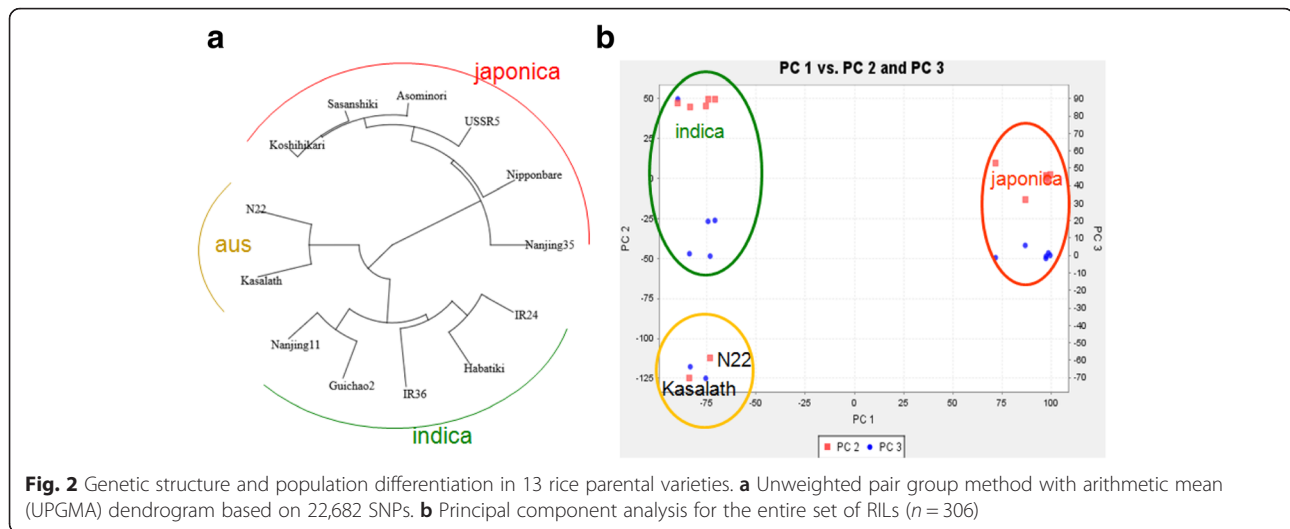 a
japonica
Asominori
Sasanshiki
USSR5
Koshihikari
Nipponbare
N22
aus
Nanjing35
Kasalath
IR24
Nanjing11
Habatiki
Guichao2
IR36
indica
b
PC 1 vs. PC 2 and PC 3
50
25
0
-25
-50
-75
-100
-125
PC 2
indica
japonica
N22
Kasalath
90
80
70
60
50
40
30
20
10
0
-10
-20
-30
-40
-50
-60
-70
PC 3
-100 -75 -50 -25 0 25 50 75 100
PC 1
PC 2 PC 3
Fig. 2 Genetic structure and population differentiation in 13 rice parental varieties. a Unweighted pair group method with arithmetic mean
(UPGMA) dendrogram based on 22,682 SNPs. b Principal component analysis for the entire set of RILs (n = 306)